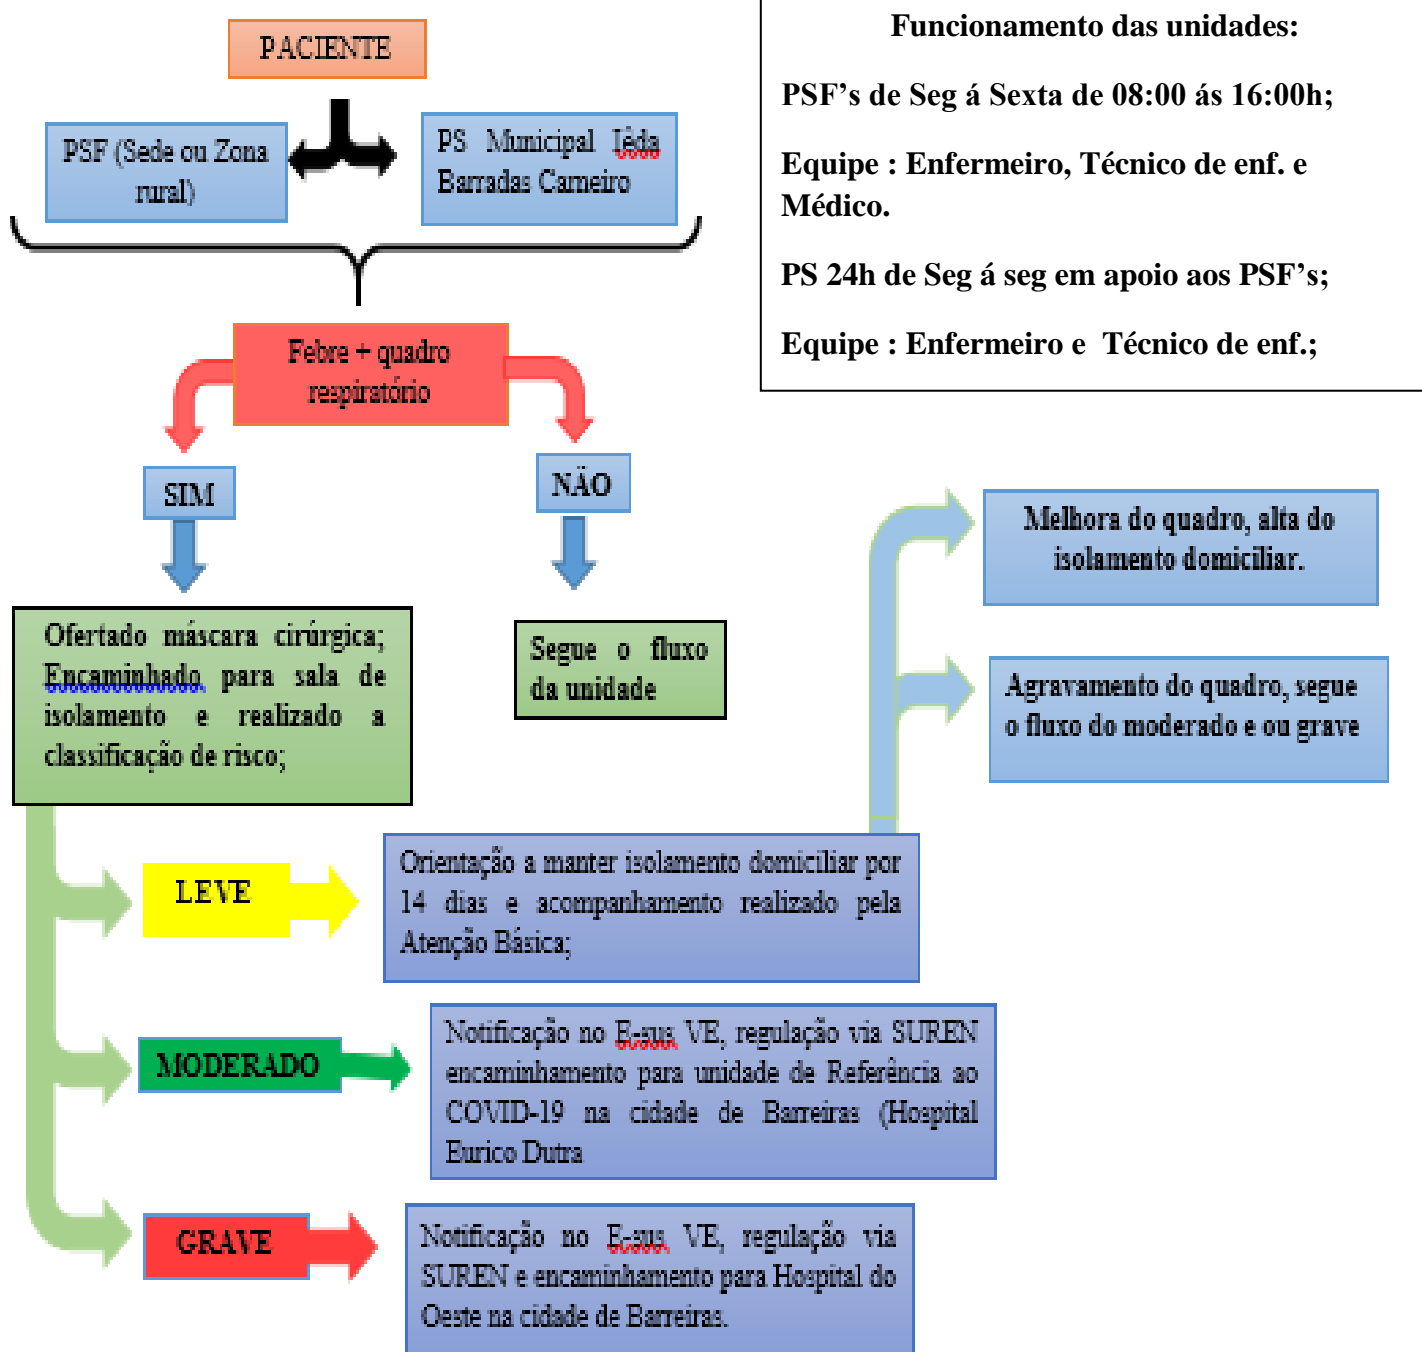 PACIENTE
PSF (Sede ou Zona
rural)
PS Municipal Iêda
Barradas Carneiro
Funcionamento das unidades:
PSF’s de Seg á Sexta de 08:00 ás 16:00h;
Equipe : Enfermeiro, Técnico de enf. e
Médico.
PS 24h de Seg á seg em apoio aos PSF’s;
Equipe : Enfermeiro e Técnico de enf.;
Febre + quadro
respiratório
SIM
NÃO
Ofertado máscara cirúrgica;
Encaminhado para sala de
isolamento e realizado a
classificação de risco;
Segue o fluxo
da unidade
Melhora do quadro, alta do
isolamento domiciliar.
Agravamento do quadro, segue
o fluxo do moderado e ou grave
LEVE
Orientação a manter isolamento domiciliar por
14 dias e acompanhamento realizado pela
Atenção Básica;
MODERADO
Notificação no E-sus VE, regulação via SUREN
encaminhamento para unidade de Referência ao
COVID-19 na cidade de Barreiras (Hospital
Eurico Dutra
GRAVE
Notificação no E-sus VE, regulação via
SUREN e encaminhamento para Hospital do
Oeste na cidade de Barreiras.